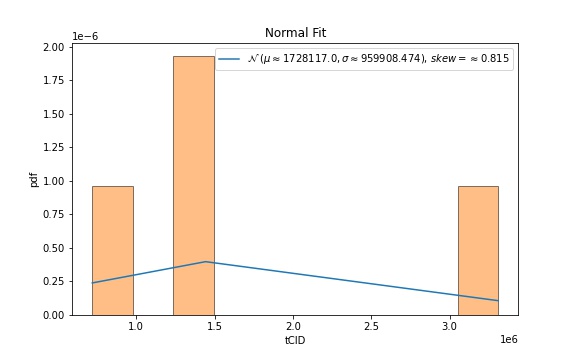 Normal Fit
1e−6
2.00
1.75
1.50
1.25
1.00
0.75
0.50
0.25
0.00
pdf
𝒩(μ ≈ 1728117.0, σ ≈ 959908.474), skew = ≈ 0.815
1.0 1.5 2.0 2.5 3.0
1e6
tCID